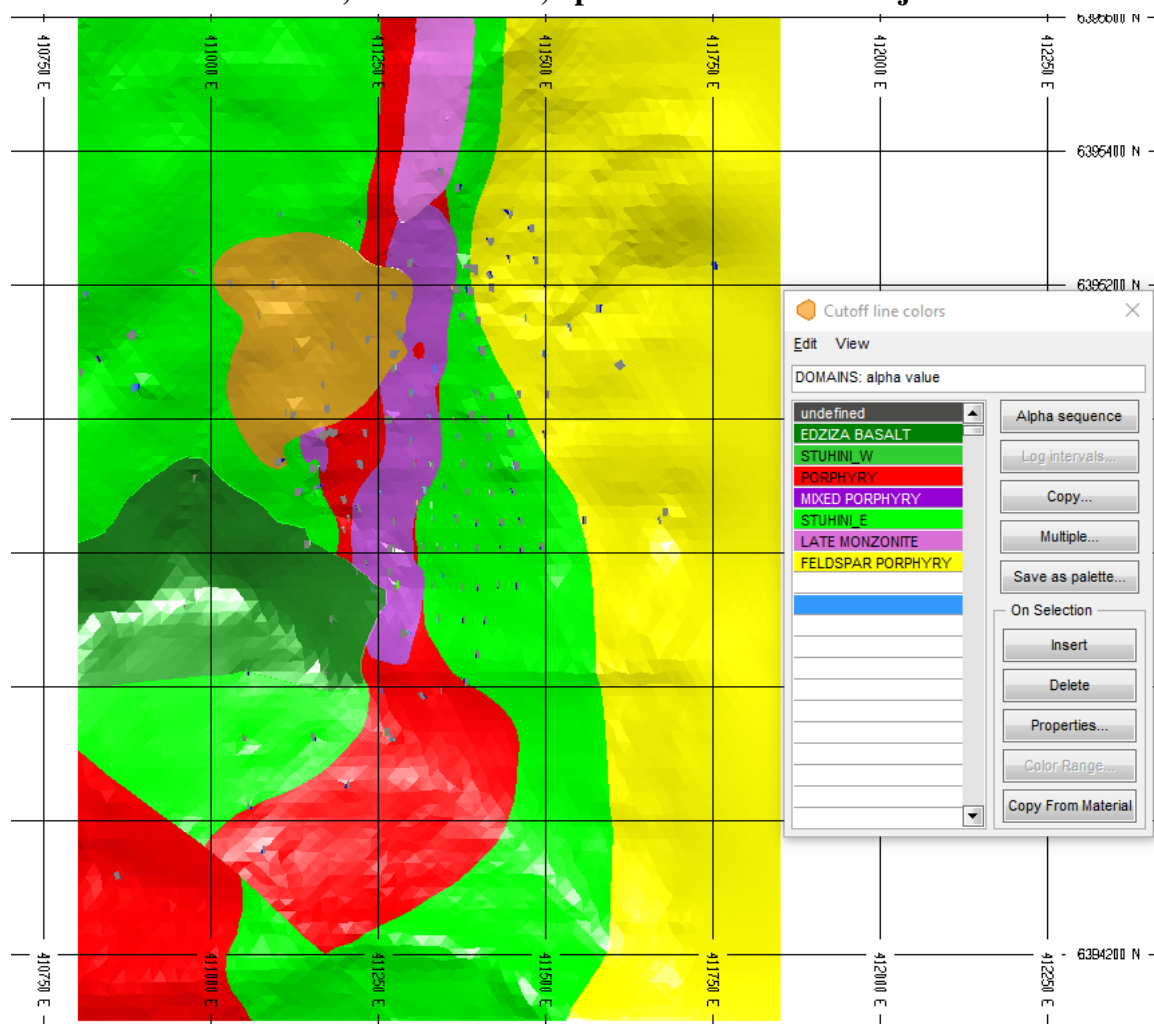 410750 E
411000 E
411250 E
411500 E
411750 E
412000 E
412250 E
6395400 N
6395200 N
Cutoff line colors
Edit View
DOMAINS: alpha value
undefined
EDZIZA BASALT
STUHINI_W
PORPHYRY
MIXED PORPHYRY
STUHINI_E
LATE MONZONITE
FELDSPAR PORPHYRY
Alpha sequence
Log intervals...
Copy...
Multiple...
Save as palette...
On Selection
Insert
Delete
Properties...
Color Range...
Copy From Material
6394200 N
410750 E
411000 E
411250 E
411500 E
411750 E
412000 E
412250 E